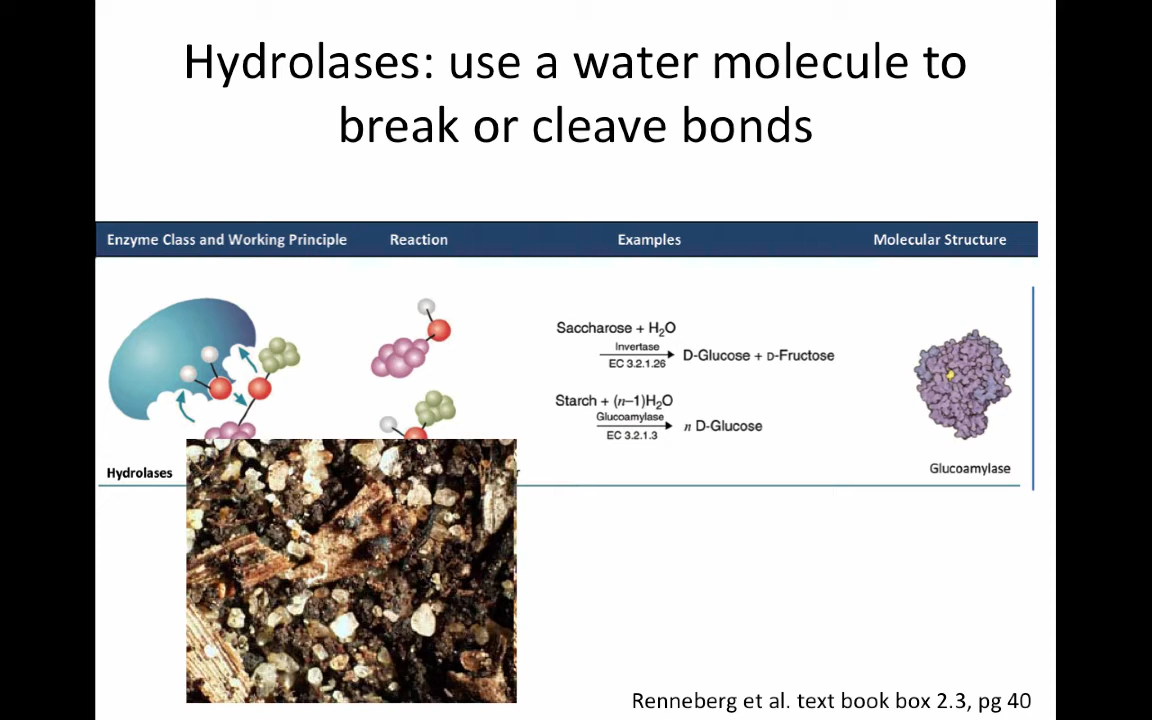 Hydrolases: use a water molecule to
break or cleave bonds
Enzyme Class and Working Principle
Reaction
Examples
Molecular Structure
Saccharose + H₂O
Invertase
EC 3.2.1.26
D-Glucose + D-Fructose
Starch + (n–1)H₂O
Glucoamylase
EC 3.2.1.3
n D-Glucose
Hydrolases
Glucoamylase
Renneberg et al. text book box 2.3, pg 40